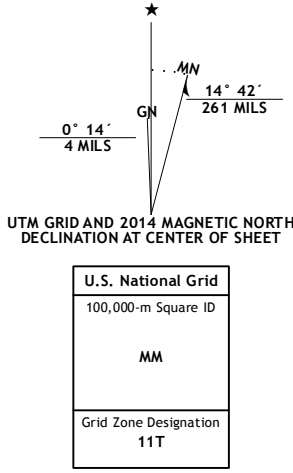 MN
GN
14° 42´
261 MILS
0° 14´
4 MILS
UTM GRID AND 2014 MAGNETIC NORTH
DECLINATION AT CENTER OF SHEET
U.S. National Grid
100,000-m Square ID
MM
Grid Zone Designation
11T